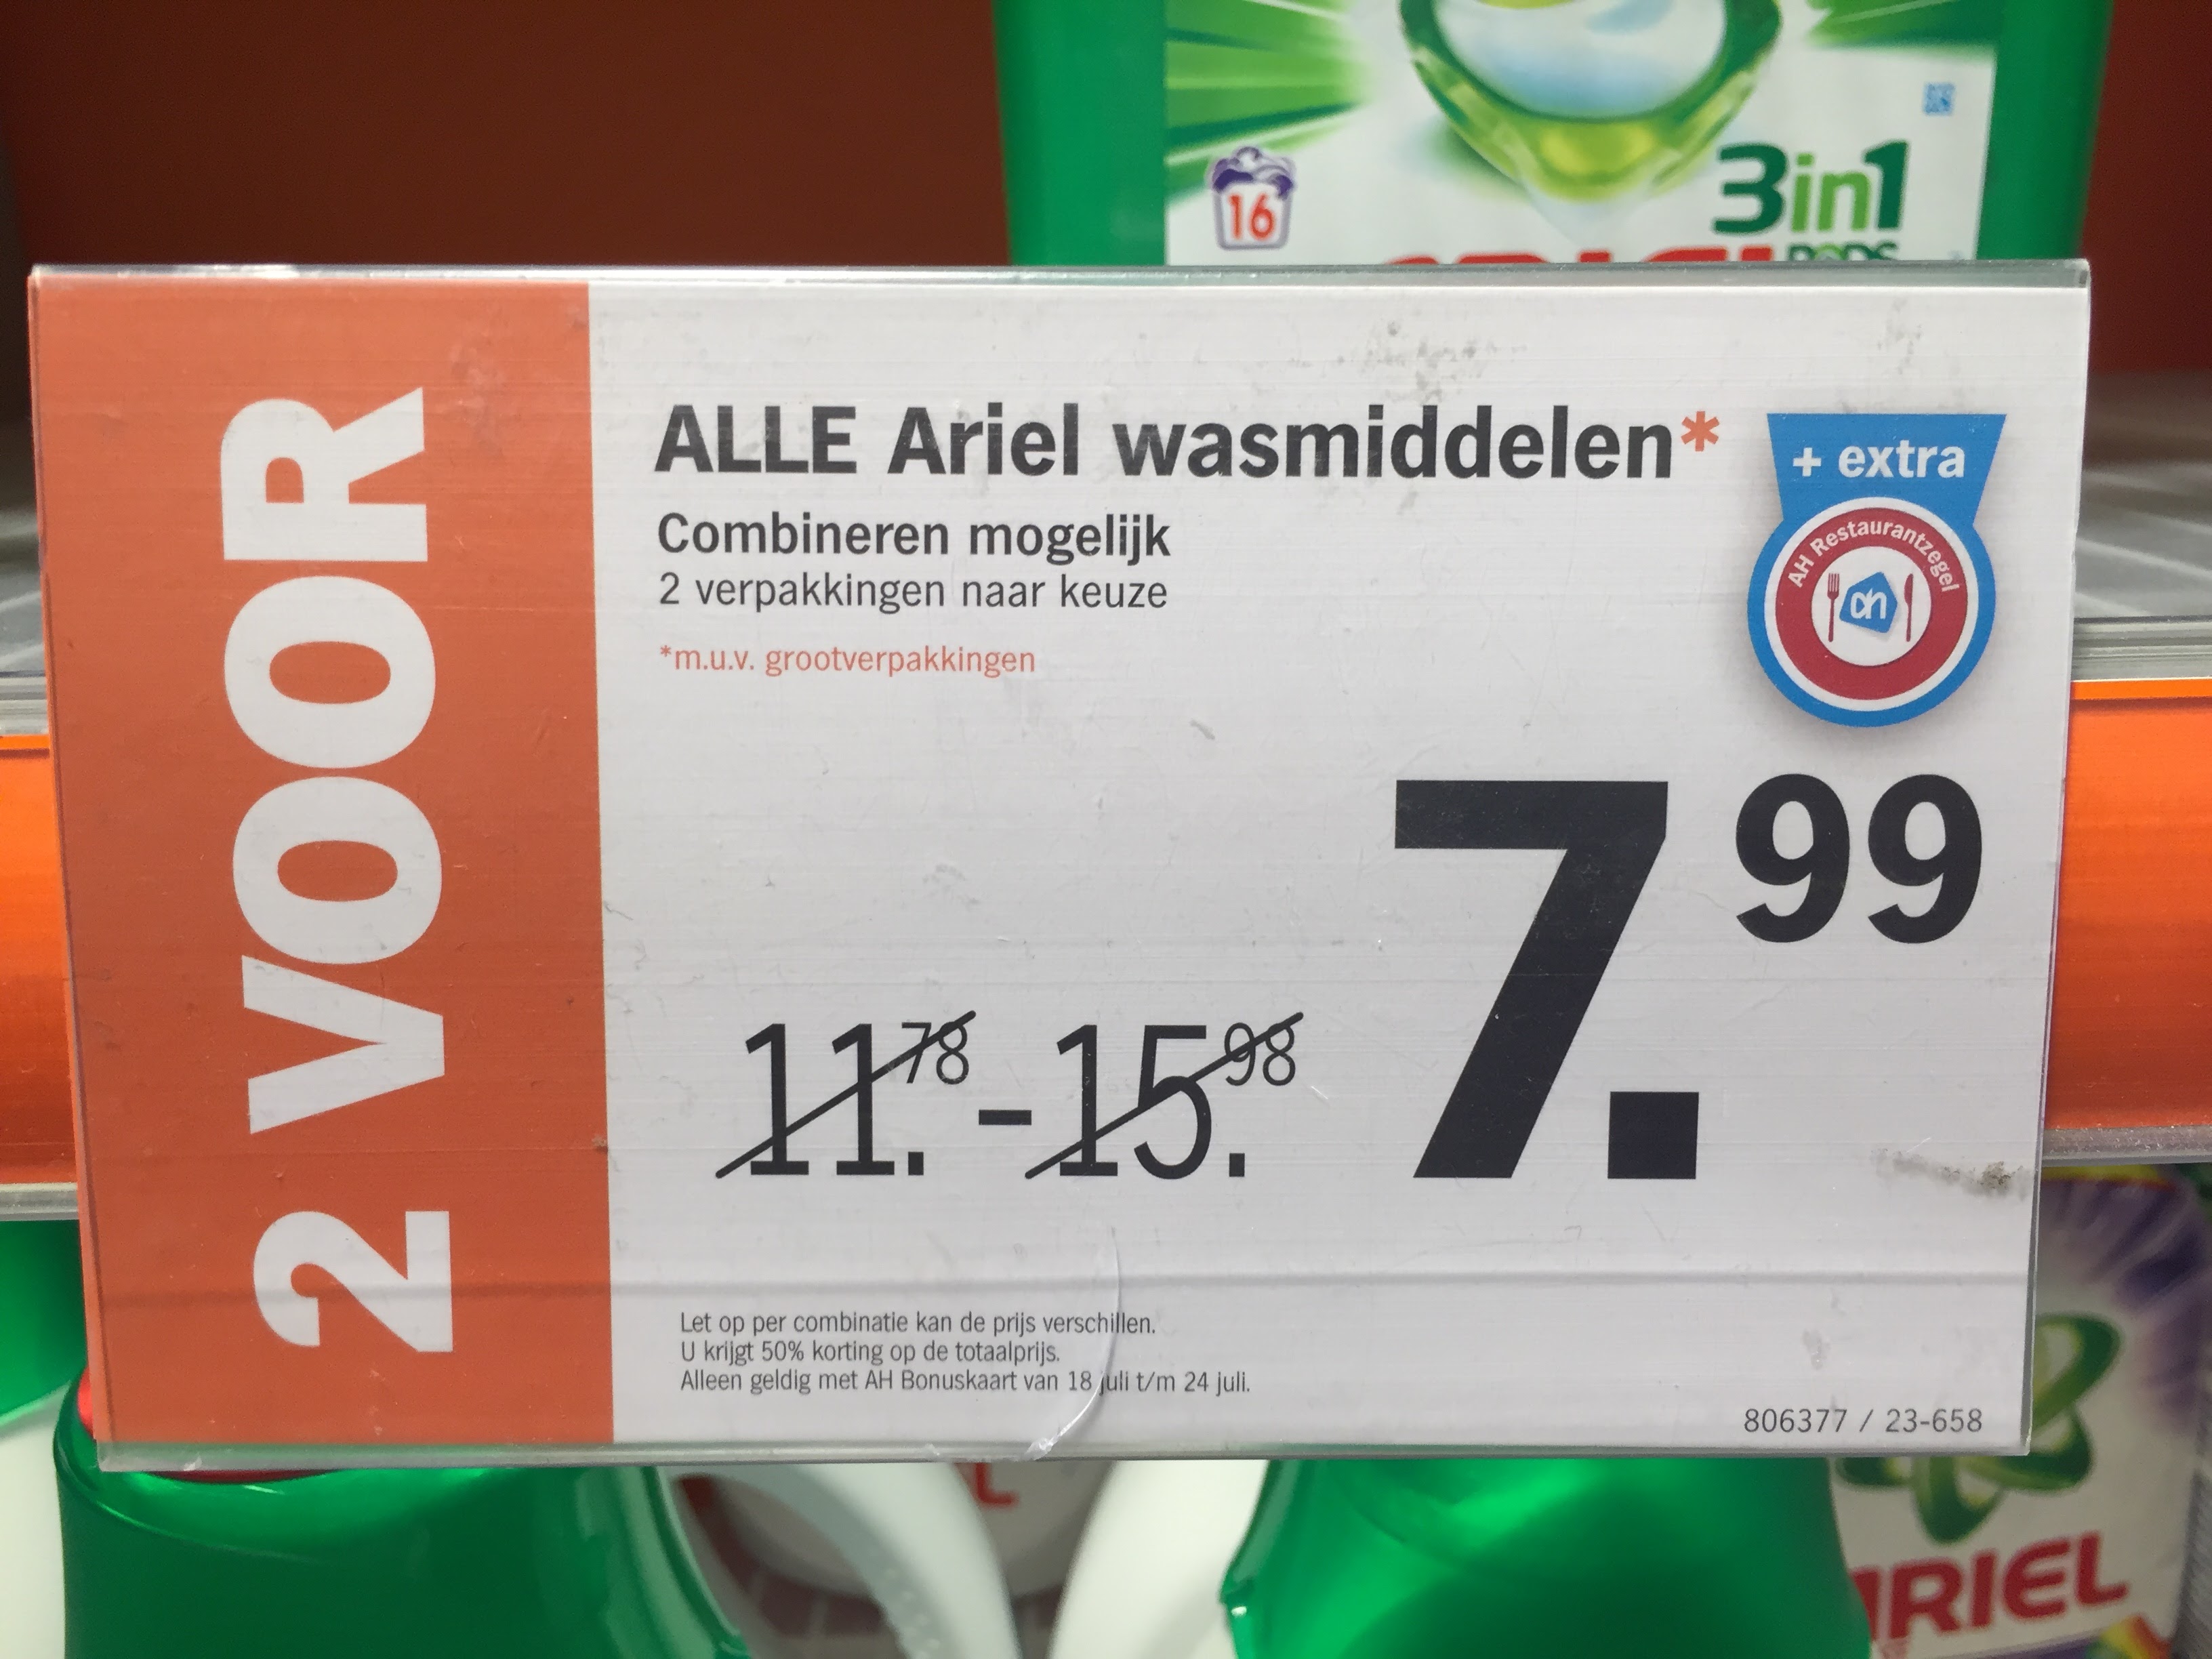 16
3in1
PODS
2 VOOR
ALLE Ariel wasmiddelen*
Combineren mogelijk
2 verpakkingen naar keuze
*m.u.v. grootverpakkingen
+ extra
AH Restaurantzegel
ah
7.99
11.78 - 15.98
Let op per combinatie kan de prijs verschillen.
U krijgt 50% korting op de totaalprijs.
Alleen geldig met AH Bonuskaart van 18 juli t/m 24 juli.
806377 / 23-658
ARIEL